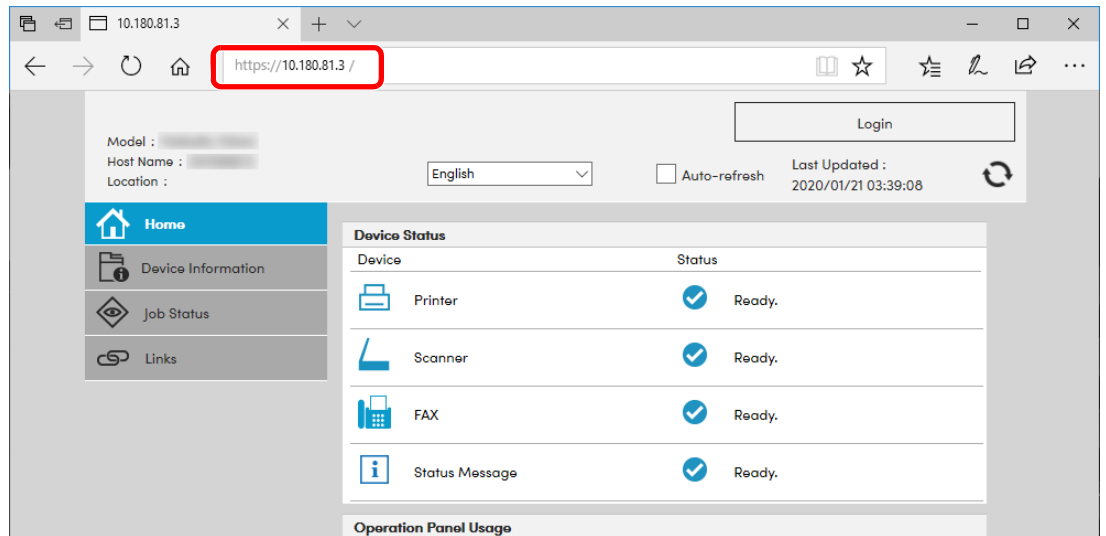 10.180.81.3
https://10.180.81.3 /
Login
Model :
Host Name :
Location :
English
Auto-refresh
Last Updated :
2020/01/21 03:39:08
Home
Device Information
Job Status
Links
Device Status
Device Status
Printer Ready.
Scanner Ready.
FAX Ready.
Status Message Ready.
Operation Panel Usage